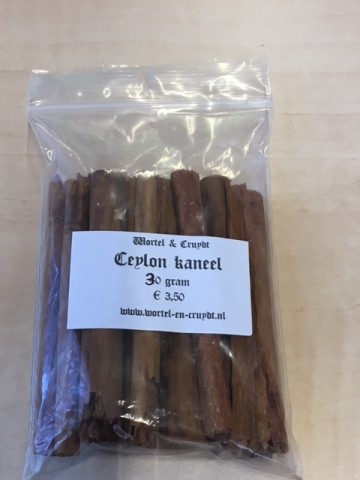 Wortel & Cruydt
Ceylon kaneel
30 gram
€ 3,50
www.wortel-en-cruydt.nl